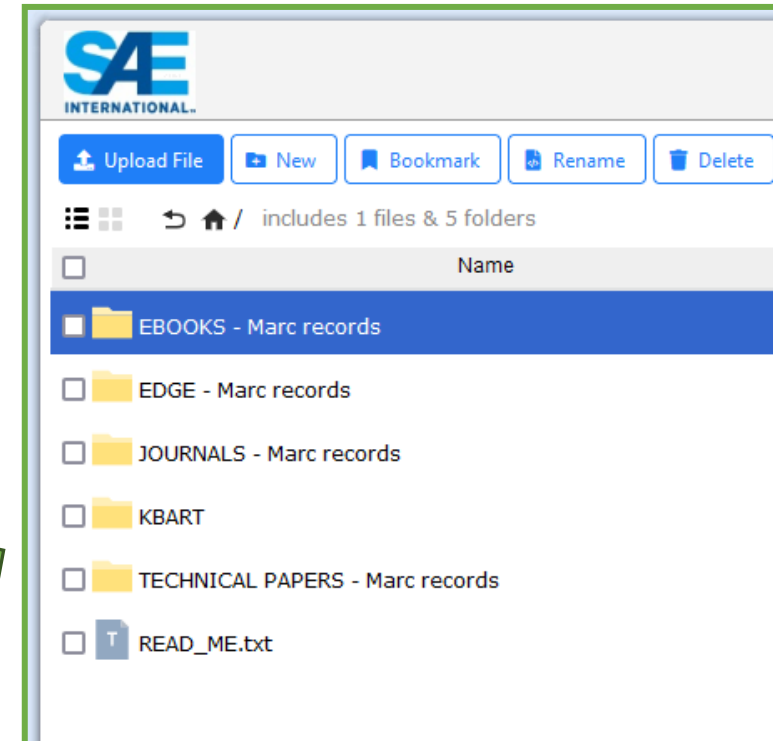 SAE
INTERNATIONAL™
Upload File New Bookmark Rename Delete
/ includes 1 files & 5 folders
Name
EBOOKS - Marc records
EDGE - Marc records
JOURNALS - Marc records
KBART
TECHNICAL PAPERS - Marc records
T READ_ME.txt